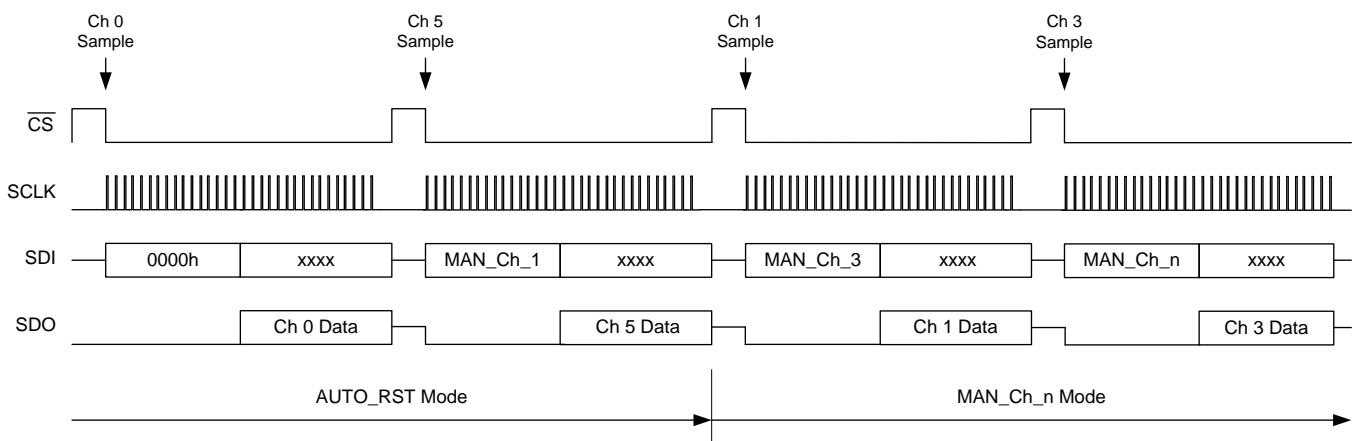 Ch 0 Sample Ch 5 Sample Ch 1 Sample Ch 3 Sample
CS
SCLK
SDI 0000h xxxx MAN_Ch_1 xxxx MAN_Ch_3 xxxx MAN_Ch_n xxxx
SDO Ch 0 Data Ch 5 Data Ch 1 Data Ch 3 Data
AUTO_RST Mode MAN_Ch_n Mode